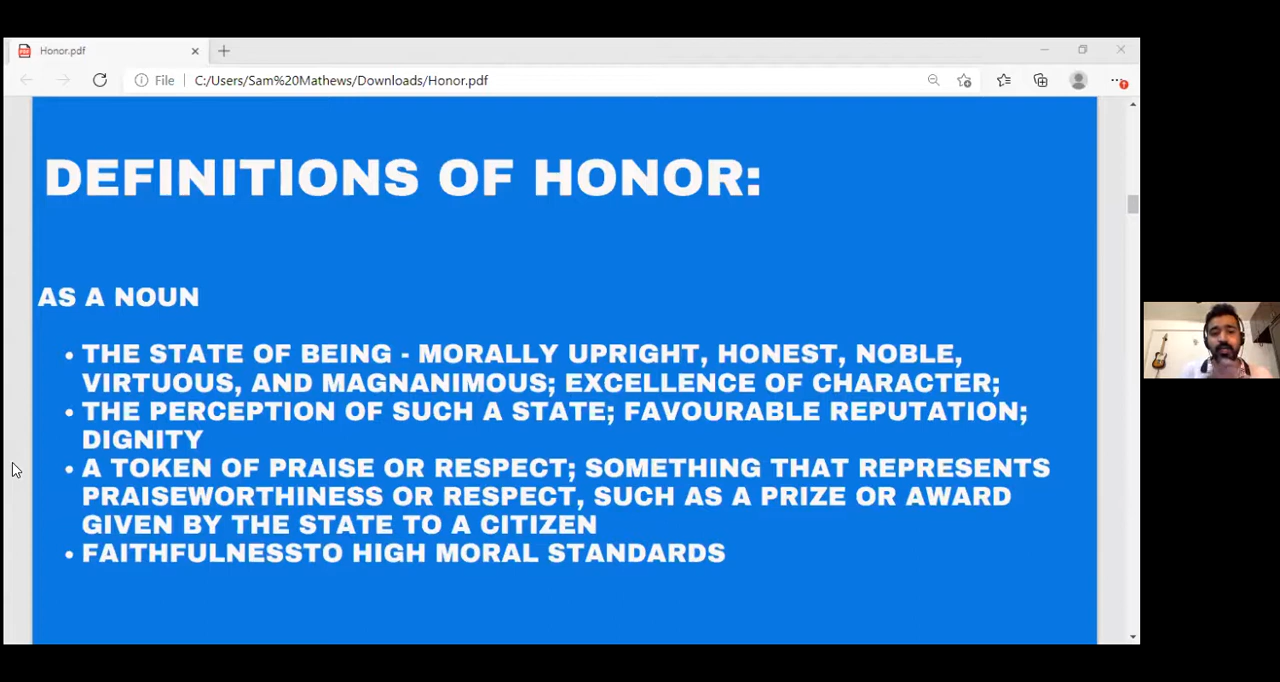 Honor.pdf
File
C:/Users/Sam%20Mathews/Downloads/Honor.pdf
DEFINITIONS OF HONOR:
AS A NOUN
• THE STATE OF BEING - MORALLY UPRIGHT, HONEST, NOBLE,
VIRTUOUS, AND MAGNANIMOUS; EXCELLENCE OF CHARACTER;
• THE PERCEPTION OF SUCH A STATE; FAVOURABLE REPUTATION;
DIGNITY
• A TOKEN OF PRAISE OR RESPECT; SOMETHING THAT REPRESENTS
PRAISEWORTHINESS OR RESPECT, SUCH AS A PRIZE OR AWARD
GIVEN BY THE STATE TO A CITIZEN
• FAITHFULNESSTO HIGH MORAL STANDARDS